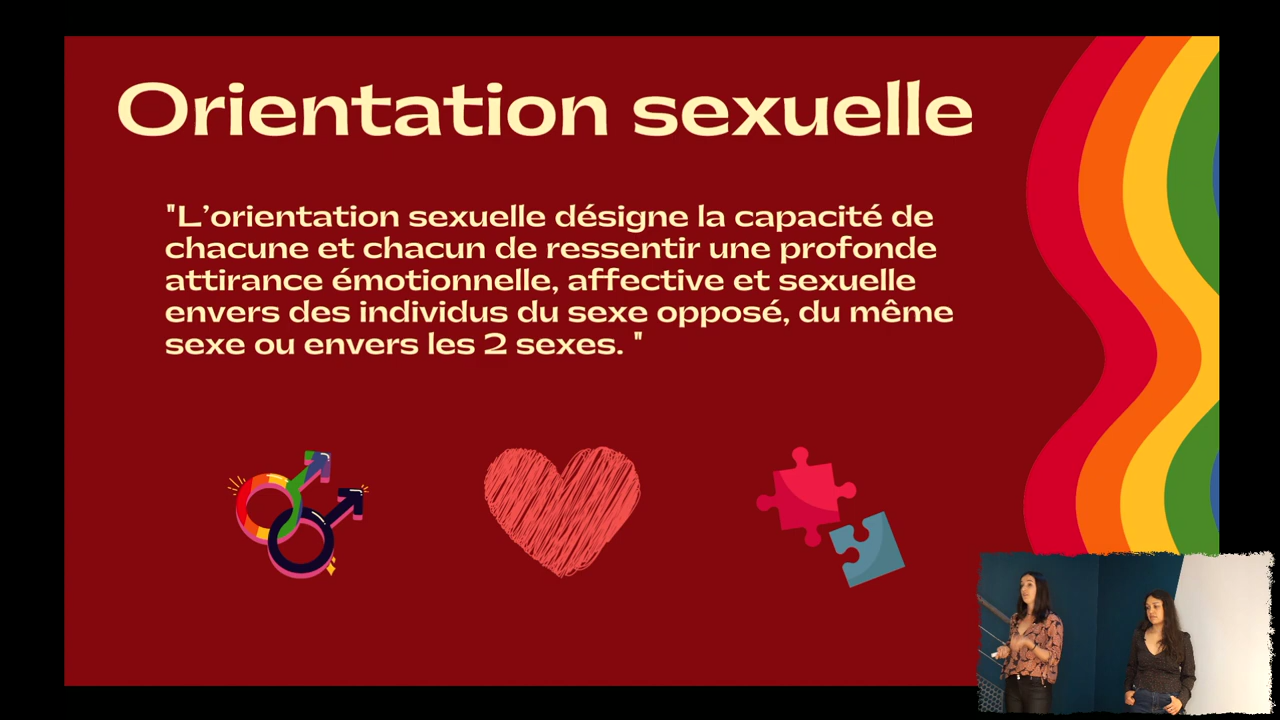 Orientation sexuelle
"L’orientation sexuelle désigne la capacité de
chacune et chacun de ressentir une profonde
attirance émotionnelle, affective et sexuelle
envers des individus du sexe opposé, du même
sexe ou envers les 2 sexes. "